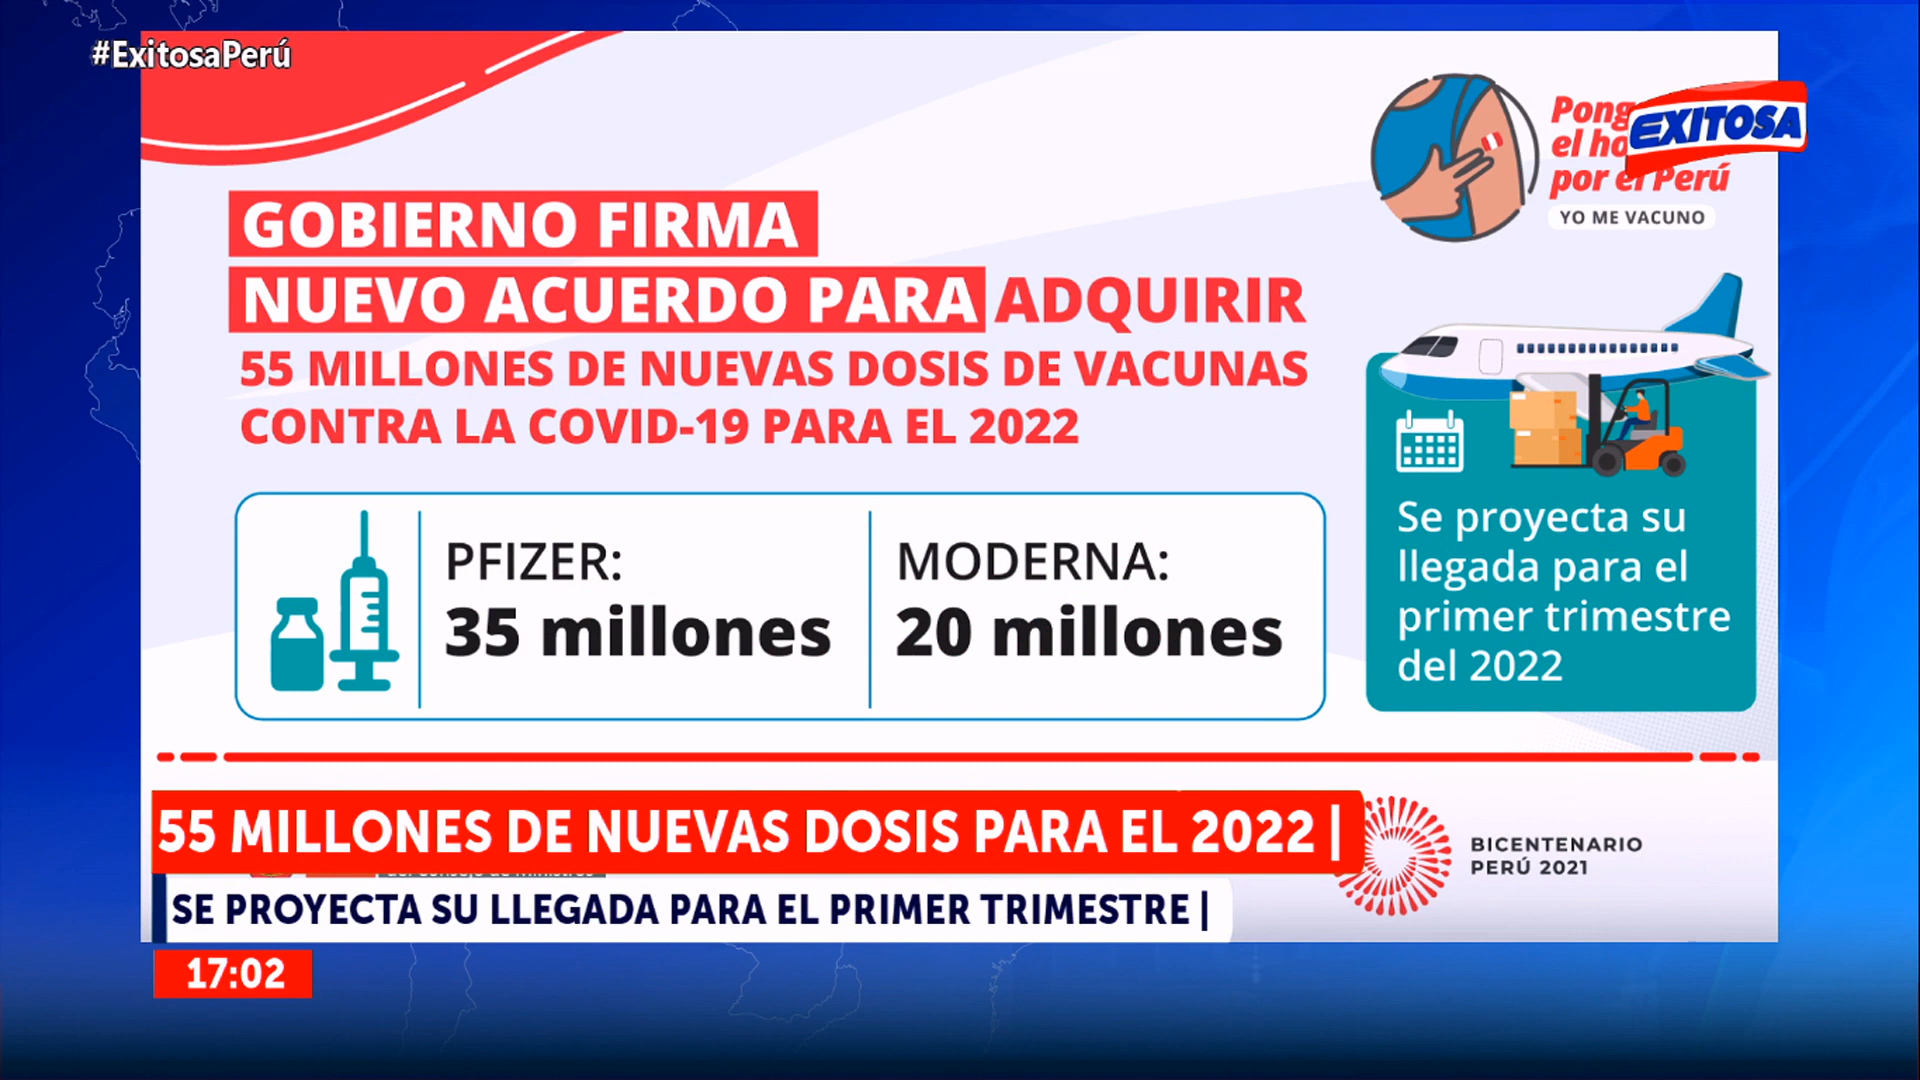 #ExitosaPerú
EXITOSA
el
por el Perú
YO ME VACUNO
GOBIERNO FIRMA
NUEVO ACUERDO PARA ADQUIRIR
55 MILLONES DE NUEVAS DOSIS DE VACUNAS
CONTRA LA COVID-19 PARA EL 2022
PFIZER:
35 millones
MODERNA:
20 millones
Se proyecta su
llegada para el
primer trimestre
del 2022
55 MILLONES DE NUEVAS DOSIS PARA EL 2022 |
BICENTENARIO
PERÚ 2021
SE PROYECTA SU LLEGADA PARA EL PRIMER TRIMESTRE |
17:02